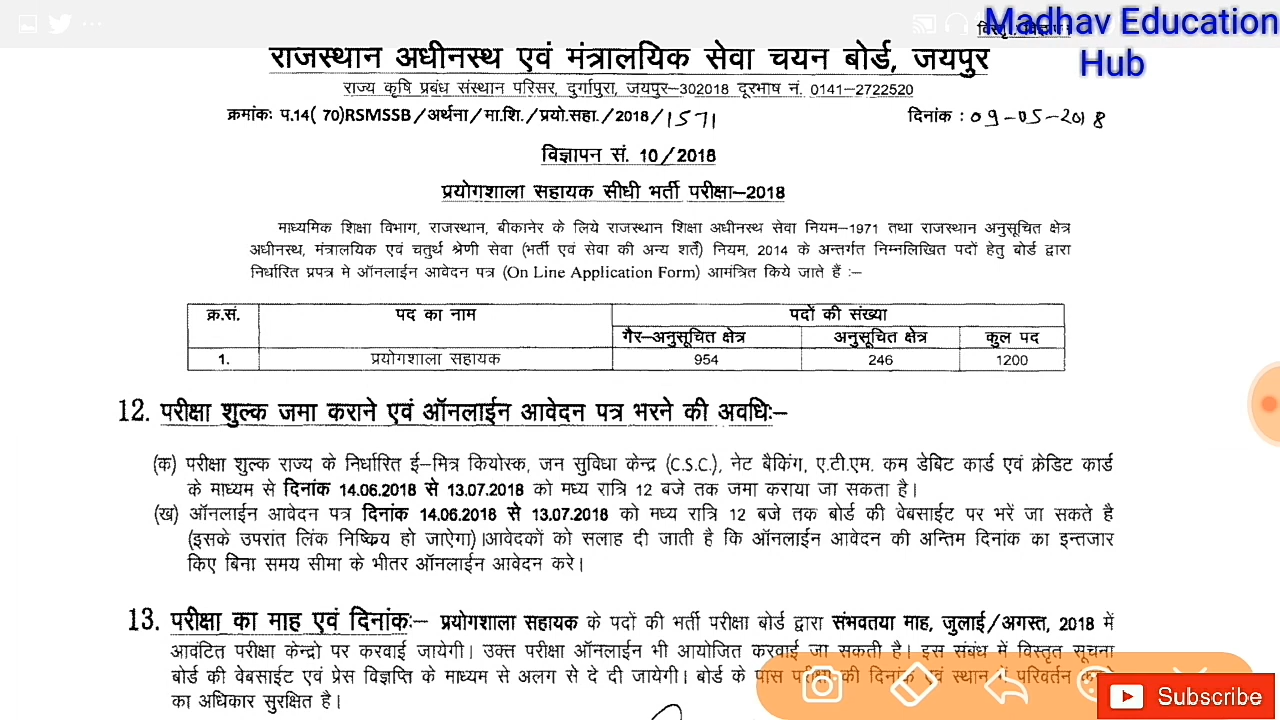 Madhav Education
Hub
राजस्थान अधीनस्थ एवं मंत्रालयिक सेवा चयन बोर्ड, जयपुर
राज्य कृषि प्रबंध संस्थान परिसर, दुर्गापुरा, जयपुर–302018 दूरभाष नं. 0141–2722520
क्रमांकः प.14( 70)RSMSSB/अर्थना/मा.शि./प्रयो.सहा./2018/1571 दिनांक : 09-05-2018
विज्ञापन सं. 10/2018
प्रयोगशाला सहायक सीधी भर्ती परीक्षा–2018
माध्यमिक शिक्षा विभाग, राजस्थान, बीकानेर के लिये राजस्थान शिक्षा अधीनस्थ सेवा नियम–1971 तथा राजस्थान अनुसूचित क्षेत्र
अधीनस्थ, मंत्रालयिक एवं चतुर्थ श्रेणी सेवा (भर्ती एवं सेवा की अन्य शर्तें) नियम, 2014 के अन्तर्गत निम्नलिखित पदों हेतु बोर्ड द्वारा
निर्धारित प्रपत्र मे ऑनलाईन आवेदन पत्र (On Line Application Form) आमंत्रित किये जाते हैं :–
क्र.सं. पद का नाम पदों की संख्या
गैर–अनुसूचित क्षेत्र अनुसूचित क्षेत्र कुल पद
1. प्रयोगशाला सहायक 954 246 1200
12. परीक्षा शुल्क जमा कराने एवं ऑनलाईन आवेदन पत्र भरने की अवधिः–
(क) परीक्षा शुल्क राज्य के निर्धारित ई–मित्र कियोस्क, जन सुविधा केन्द्र (C.S.C.), नेट बैकिंग, ए.टी.एम. कम डेबिट कार्ड एवं क्रेडिट कार्ड
के माध्यम से दिनांक 14.06.2018 से 13.07.2018 को मध्य रात्रि 12 बजे तक जमा कराया जा सकता है।
(ख) ऑनलाईन आवेदन पत्र दिनांक 14.06.2018 से 13.07.2018 को मध्य रात्रि 12 बजे तक बोर्ड की वेबसाईट पर भरें जा सकते है
(इसके उपरांत लिंक निष्क्रिय हो जाऐगा)।आवेदकों को सलाह दी जाती है कि ऑनलाईन आवेदन की अन्तिम दिनांक का इन्तजार
किए बिना समय सीमा के भीतर ऑनलाईन आवेदन करे।
13. परीक्षा का माह एवं दिनांकः– प्रयोगशाला सहायक के पदों की भर्ती परीक्षा बोर्ड द्वारा संभवतया माह, जुलाई/अगस्त, 2018 में
आवंटित परीक्षा केन्द्रो पर करवाई जायेगी। उक्त परीक्षा ऑनलाईन भी आयोजित करवाई जा सकती है। इस संबंध में विस्तृत सूचना
बोर्ड की वेबसाईट एवं प्रेस विज्ञप्ति के माध्यम से अलग से दे दी जायेगी। बोर्ड के पास परीक्षा की दिनांक एवं स्थान में परिवर्तन करने
का अधिकार सुरक्षित है।
Subscribe